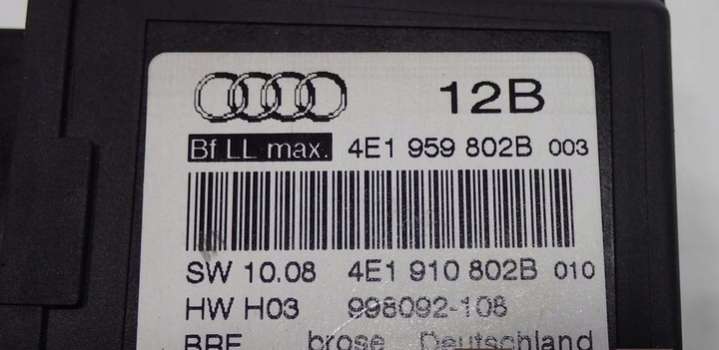 12B
Bf LL max. 4E1 959 802B 003
SW 10.08 4E1 910 802B 010
HW H03 998092-108
BRE brose Deutschland